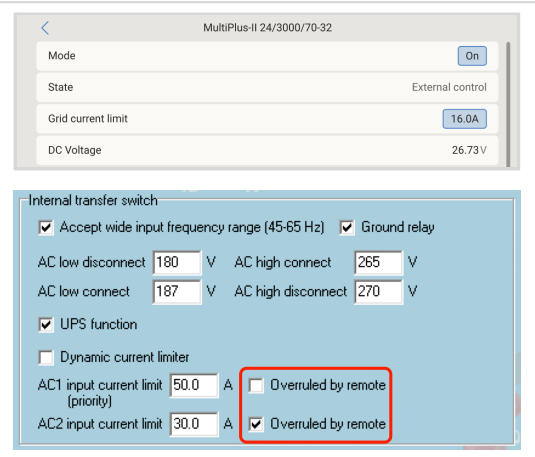 MultiPlus-II 24/3000/70-32
Mode On
State External control
Grid current limit 16.0A
DC Voltage 26.73V
Internal transfer switch
Accept wide input frequency range (45-65 Hz) Ground relay
AC low disconnect 180 V AC high connect 265 V
AC low connect 187 V AC high disconnect 270 V
UPS function
Dynamic current limiter
AC1 input current limit 50.0 A Overruled by remote
(priority)
AC2 input current limit 30.0 A Overruled by remote